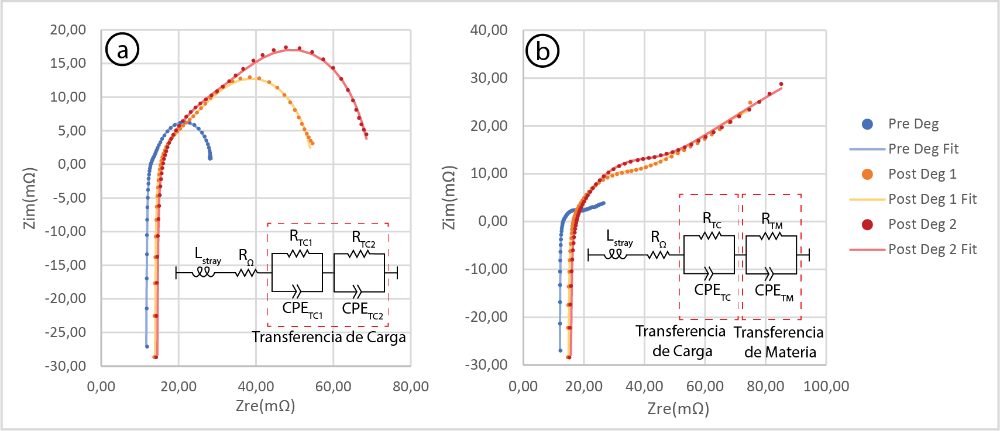 a
20,00
15,00
10,00
5,00
0,00
-5,00
-10,00
-15,00
-20,00
-25,00
-30,00
Zim(mΩ)
0,00 20,00 40,00 60,00 80,00
Zre(mΩ)
Lstray RΩ RTC1 RTC2
CPETC1 CPETC2
Transferencia de Carga
b
40,00
30,00
20,00
10,00
0,00
-10,00
-20,00
-30,00
Zim(mΩ)
0,00 20,00 40,00 60,00 80,00 100,00
Zre(mΩ)
Lstray RΩ RTC RTM
CPETC CPETM
Transferencia
de Carga
Transferencia
de Materia
Pre Deg
Pre Deg Fit
Post Deg 1
Post Deg 1 Fit
Post Deg 2
Post Deg 2 Fit